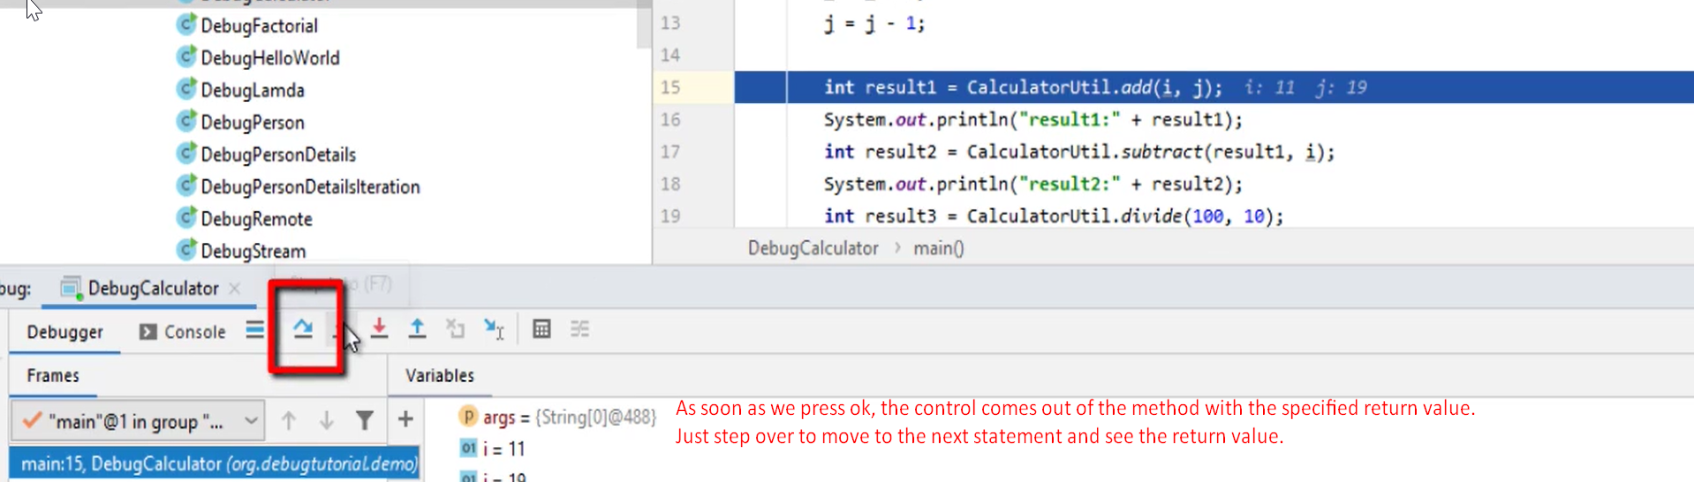 DebugFactorial
DebugHelloWorld
DebugLamda
DebugPerson
DebugPersonDetails
DebugPersonDetailsIteration
DebugRemote
DebugStream
13 j = j - 1;
14
15 int result1 = CalculatorUtil.add(i, j); i: 11 j: 19
16 System.out.println("result1:" + result1);
17 int result2 = CalculatorUtil.subtract(result1, i);
18 System.out.println("result2:" + result2);
19 int result3 = CalculatorUtil.divide(100, 10);
DebugCalculator > main()
bug: DebugCalculator ×
(F7)
Debugger Console
Frames Variables
"main"@1 in group "...
main:15, DebugCalculator (org.debugtutorial.demo)
args = {String[0]@488}
i = 11
As soon as we press ok, the control comes out of the method with the specified return value.
Just step over to move to the next statement and see the return value.